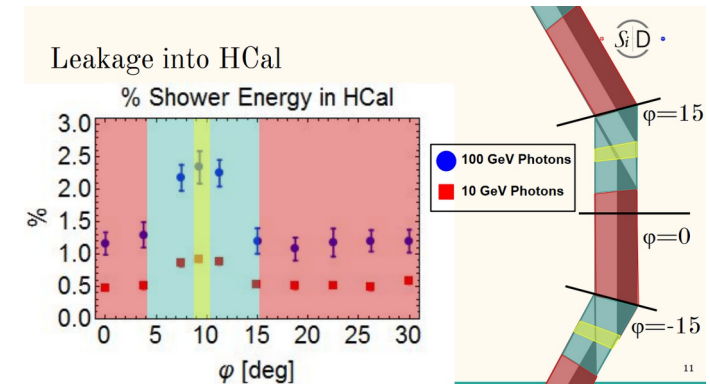 Leakage into HCal
SiD
% Shower Energy in HCal
3.0
2.5
2.0
1.5
1.0
0.5
0.0
%
0 5 10 15 20 25 30
φ [deg]
100 GeV Photons
10 GeV Photons
φ=15
φ=0
φ=-15
11